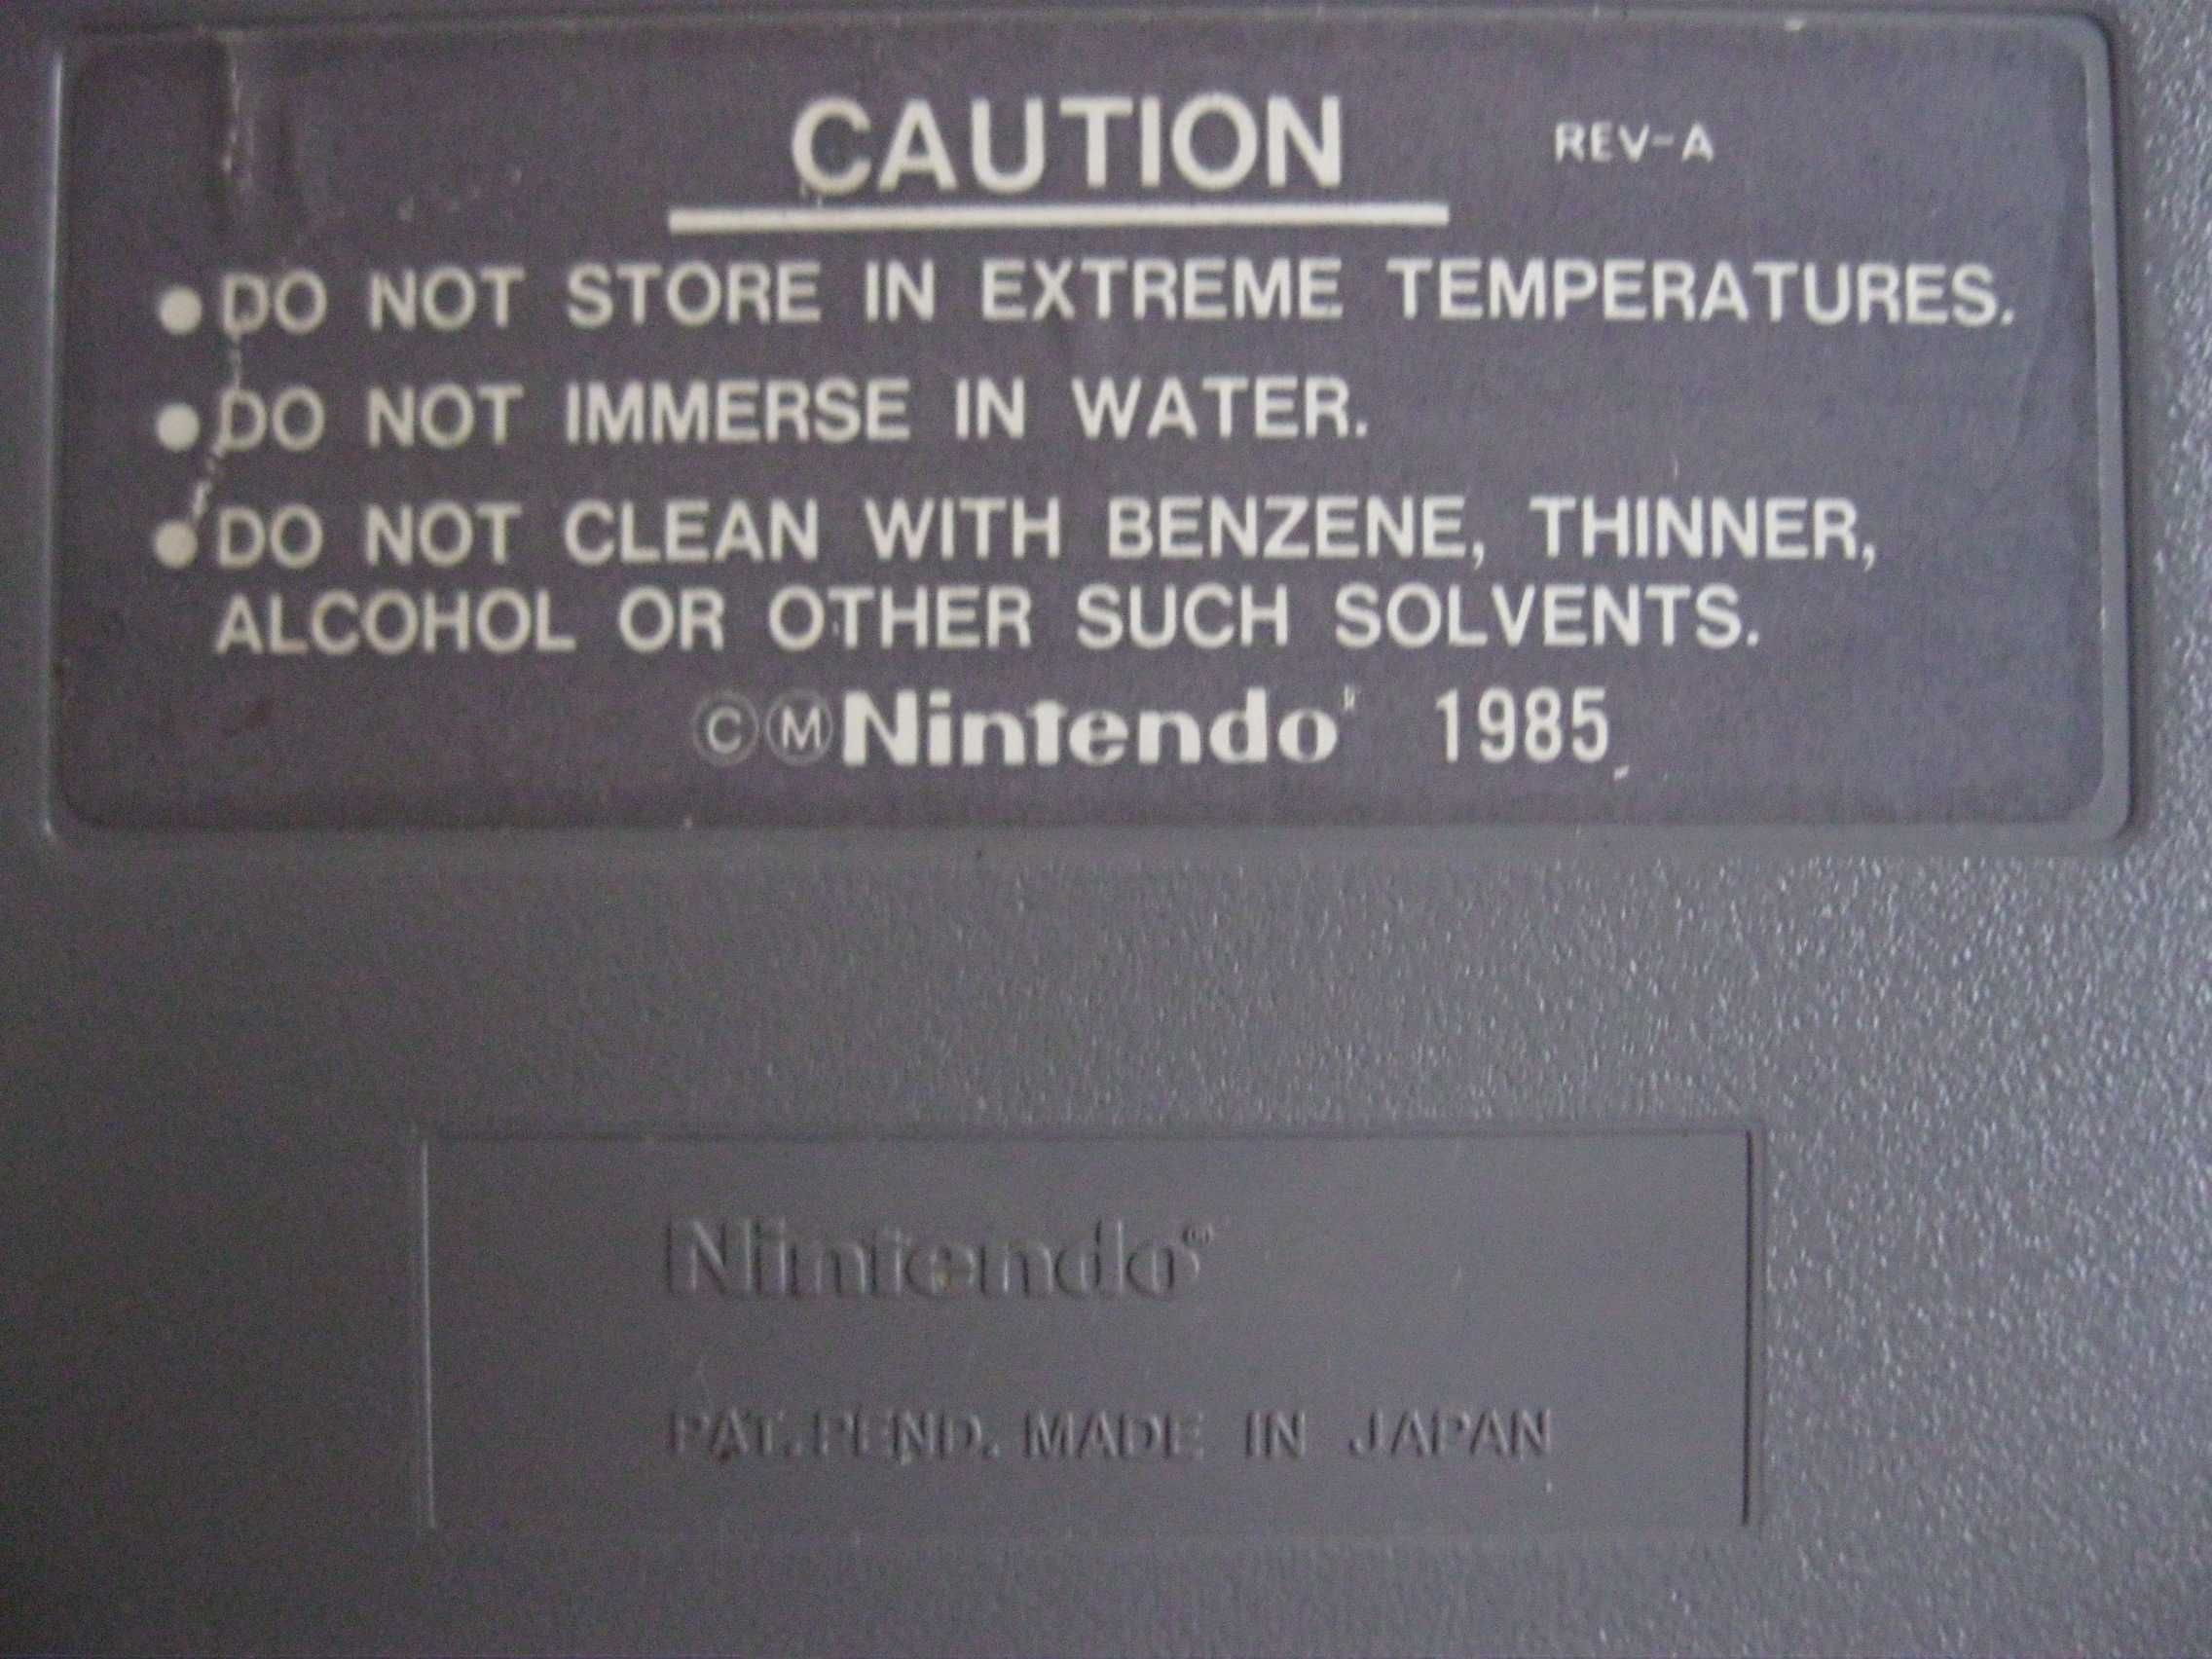 CAUTION REV-A
●DO NOT STORE IN EXTREME TEMPERATURES.
●DO NOT IMMERSE IN WATER.
●DO NOT CLEAN WITH BENZENE, THINNER,
ALCOHOL OR OTHER SUCH SOLVENTS.
ⒸⓂNintendo® 1985
Nintendo®
PAT.PEND. MADE IN JAPAN